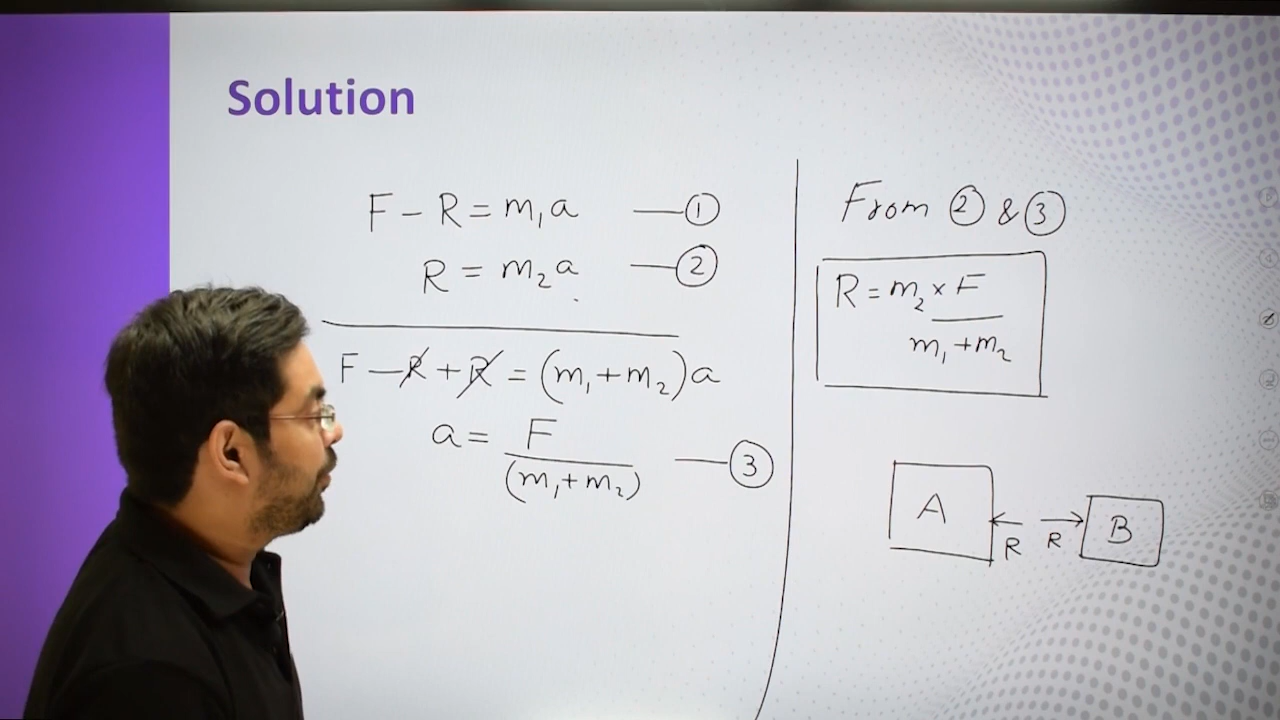 Solution
F - R = m₁a —①
R = m₂a —②
F - R + R = (m₁+m₂)a
a = F
(m₁+m₂) —③
From ② & ③
R = m₂ × F
m₁+m₂
A R R B